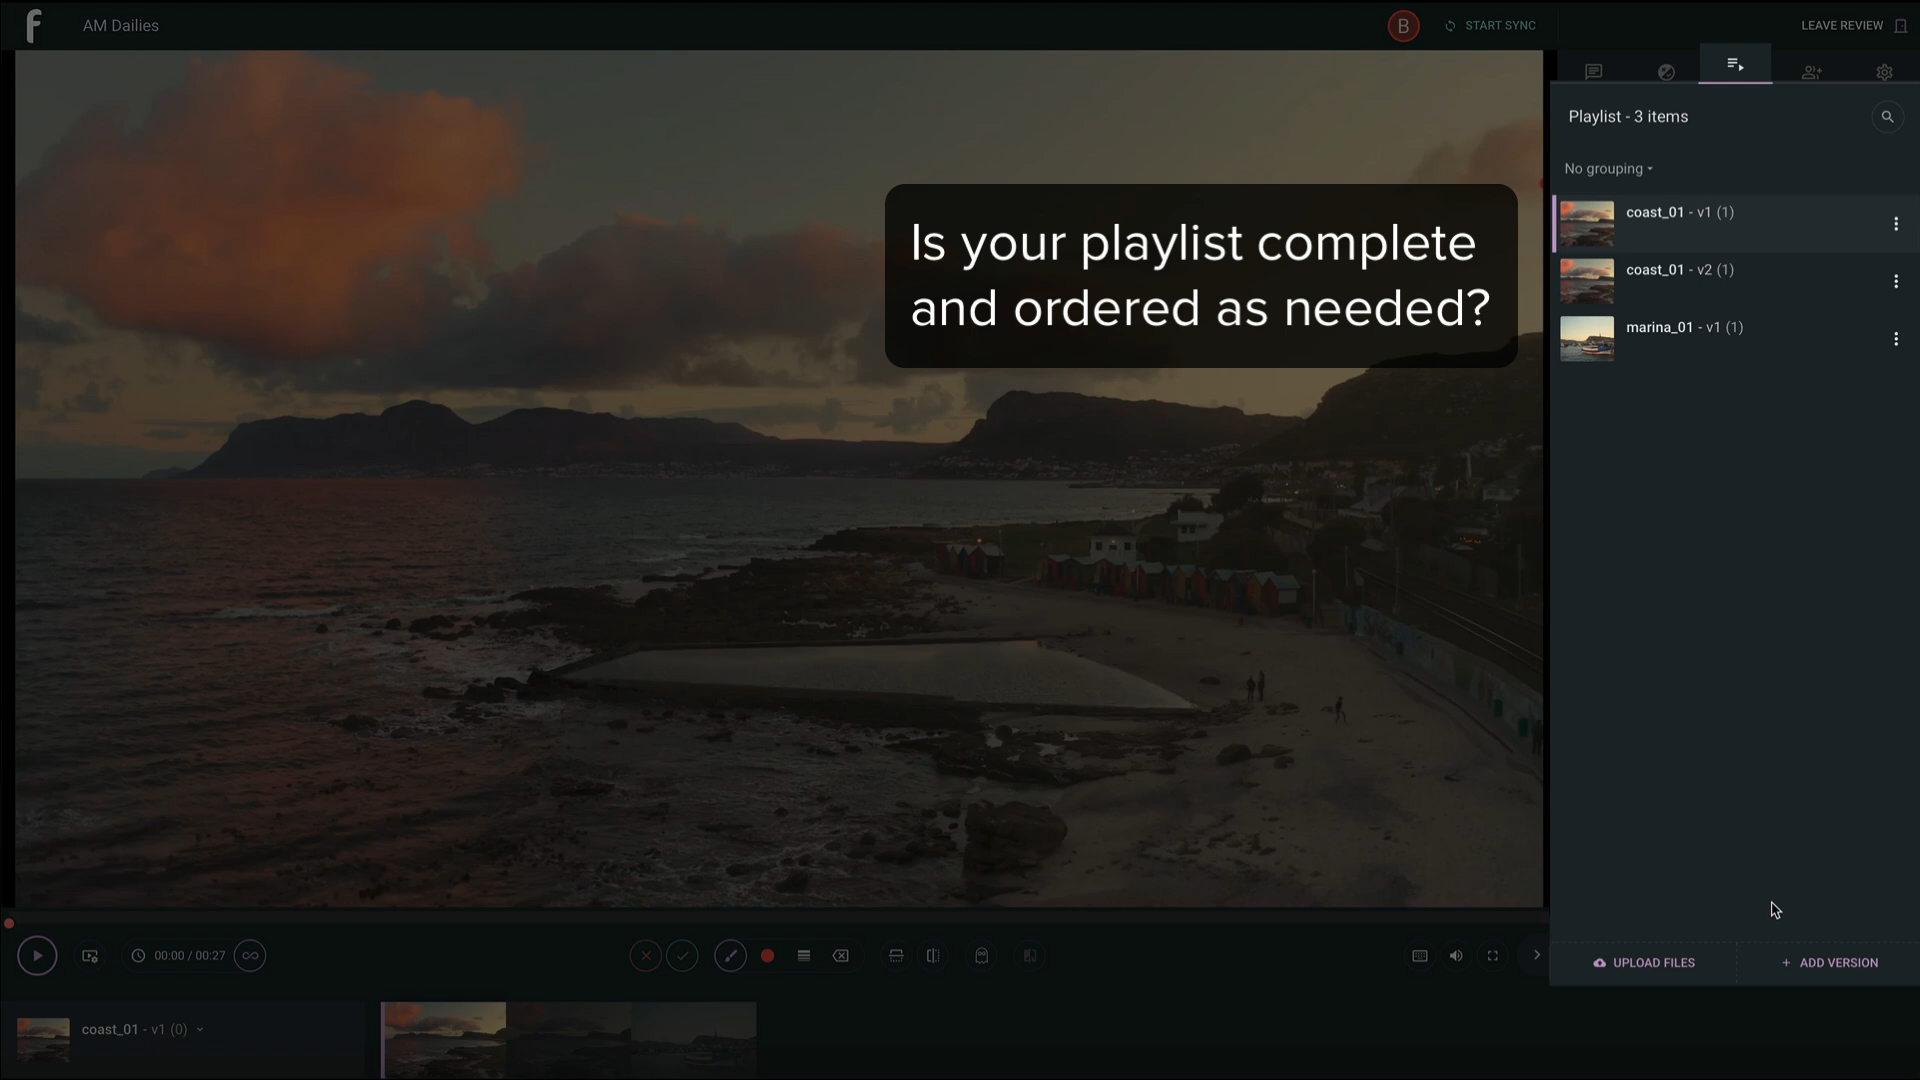 f
AM Dailies
B
START SYNC
LEAVE REVIEW
Playlist - 3 items
No grouping
Is your playlist complete
and ordered as needed?
coast_01 - v1 (1)
coast_01 - v2 (1)
marina_01 - v1 (1)
00:00 / 00:27
UPLOAD FILES
+ ADD VERSION
coast_01 - v1 (0)